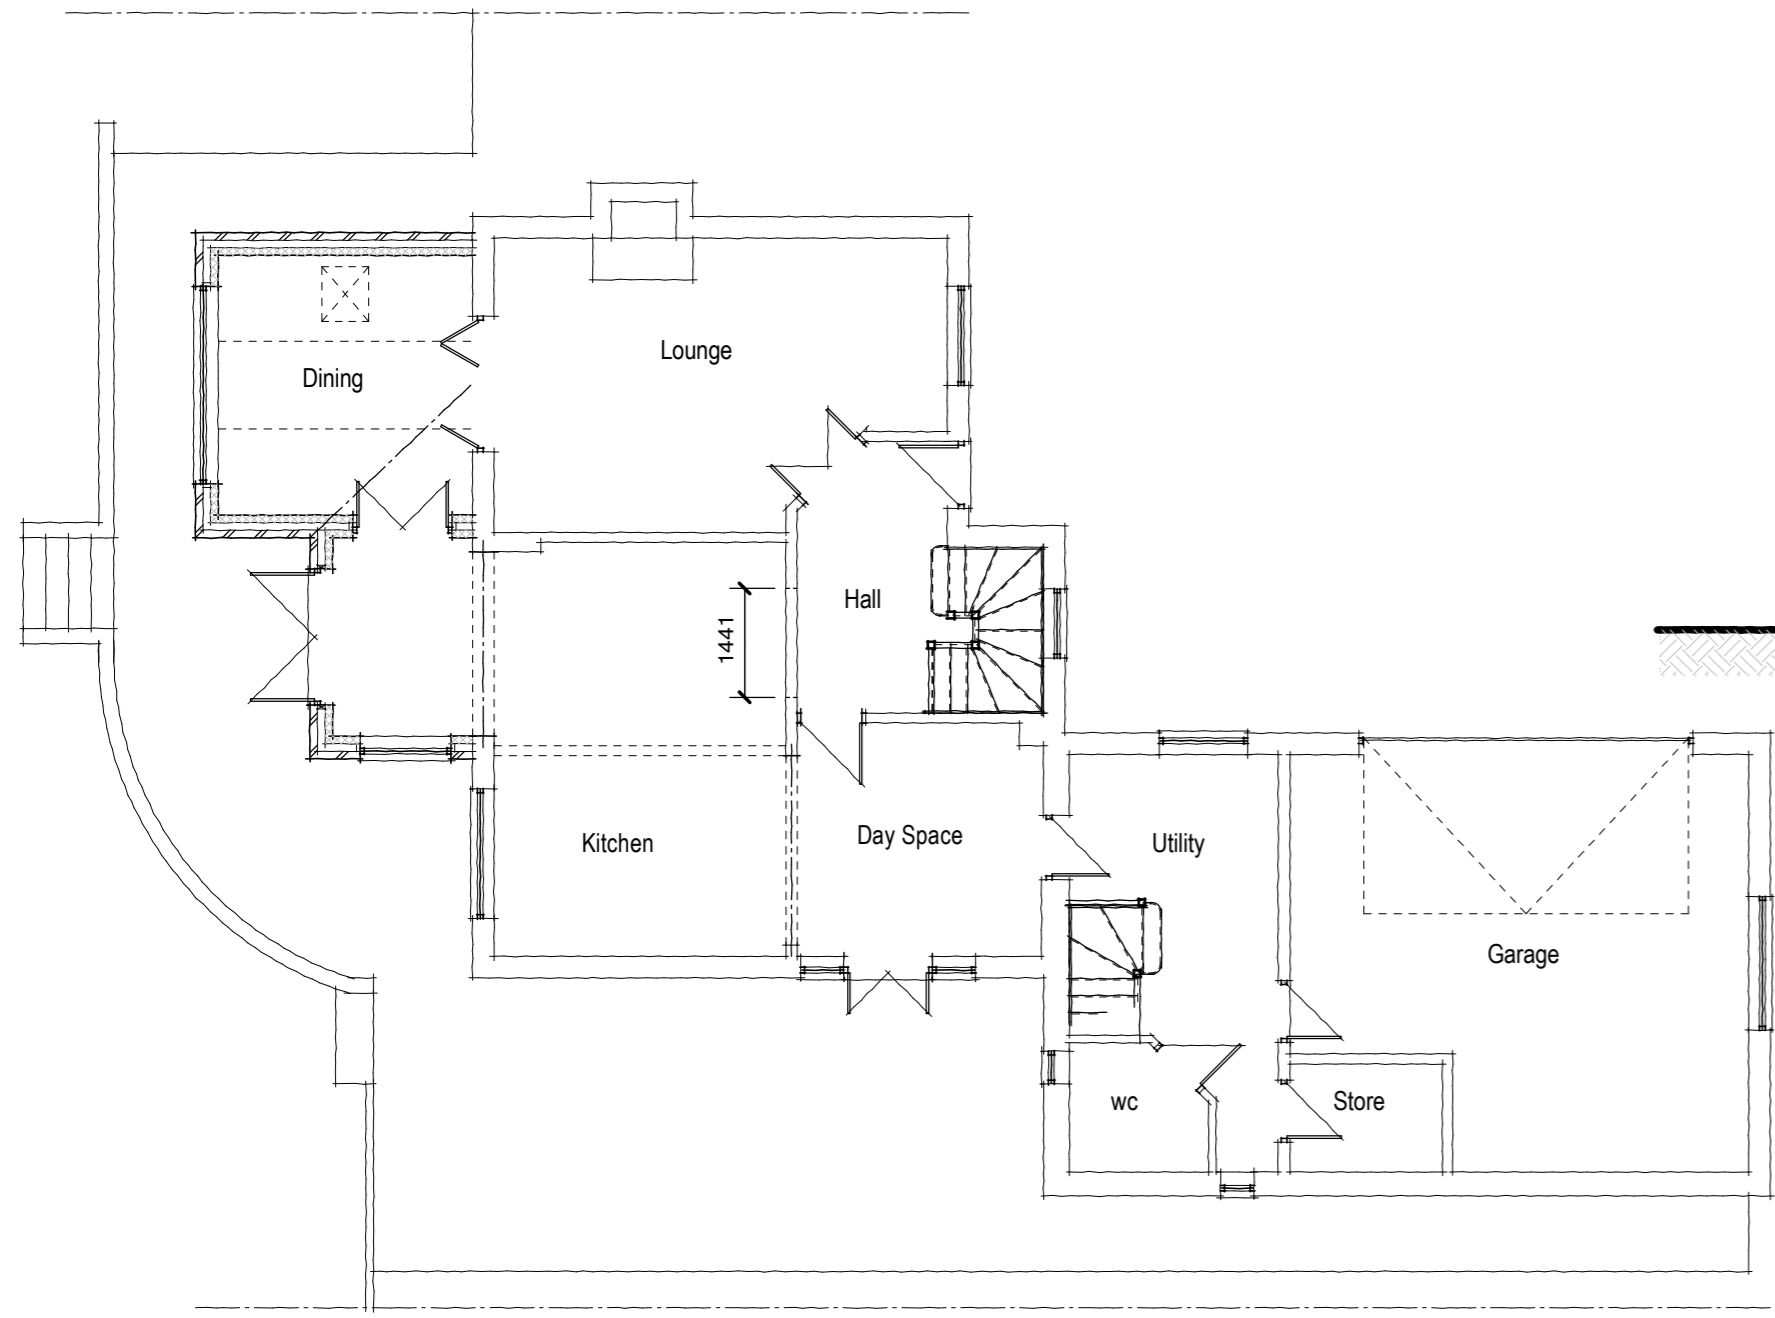 Lounge
Dining
Hall
1441
Kitchen
Day Space
Utility
Garage
wc
Store